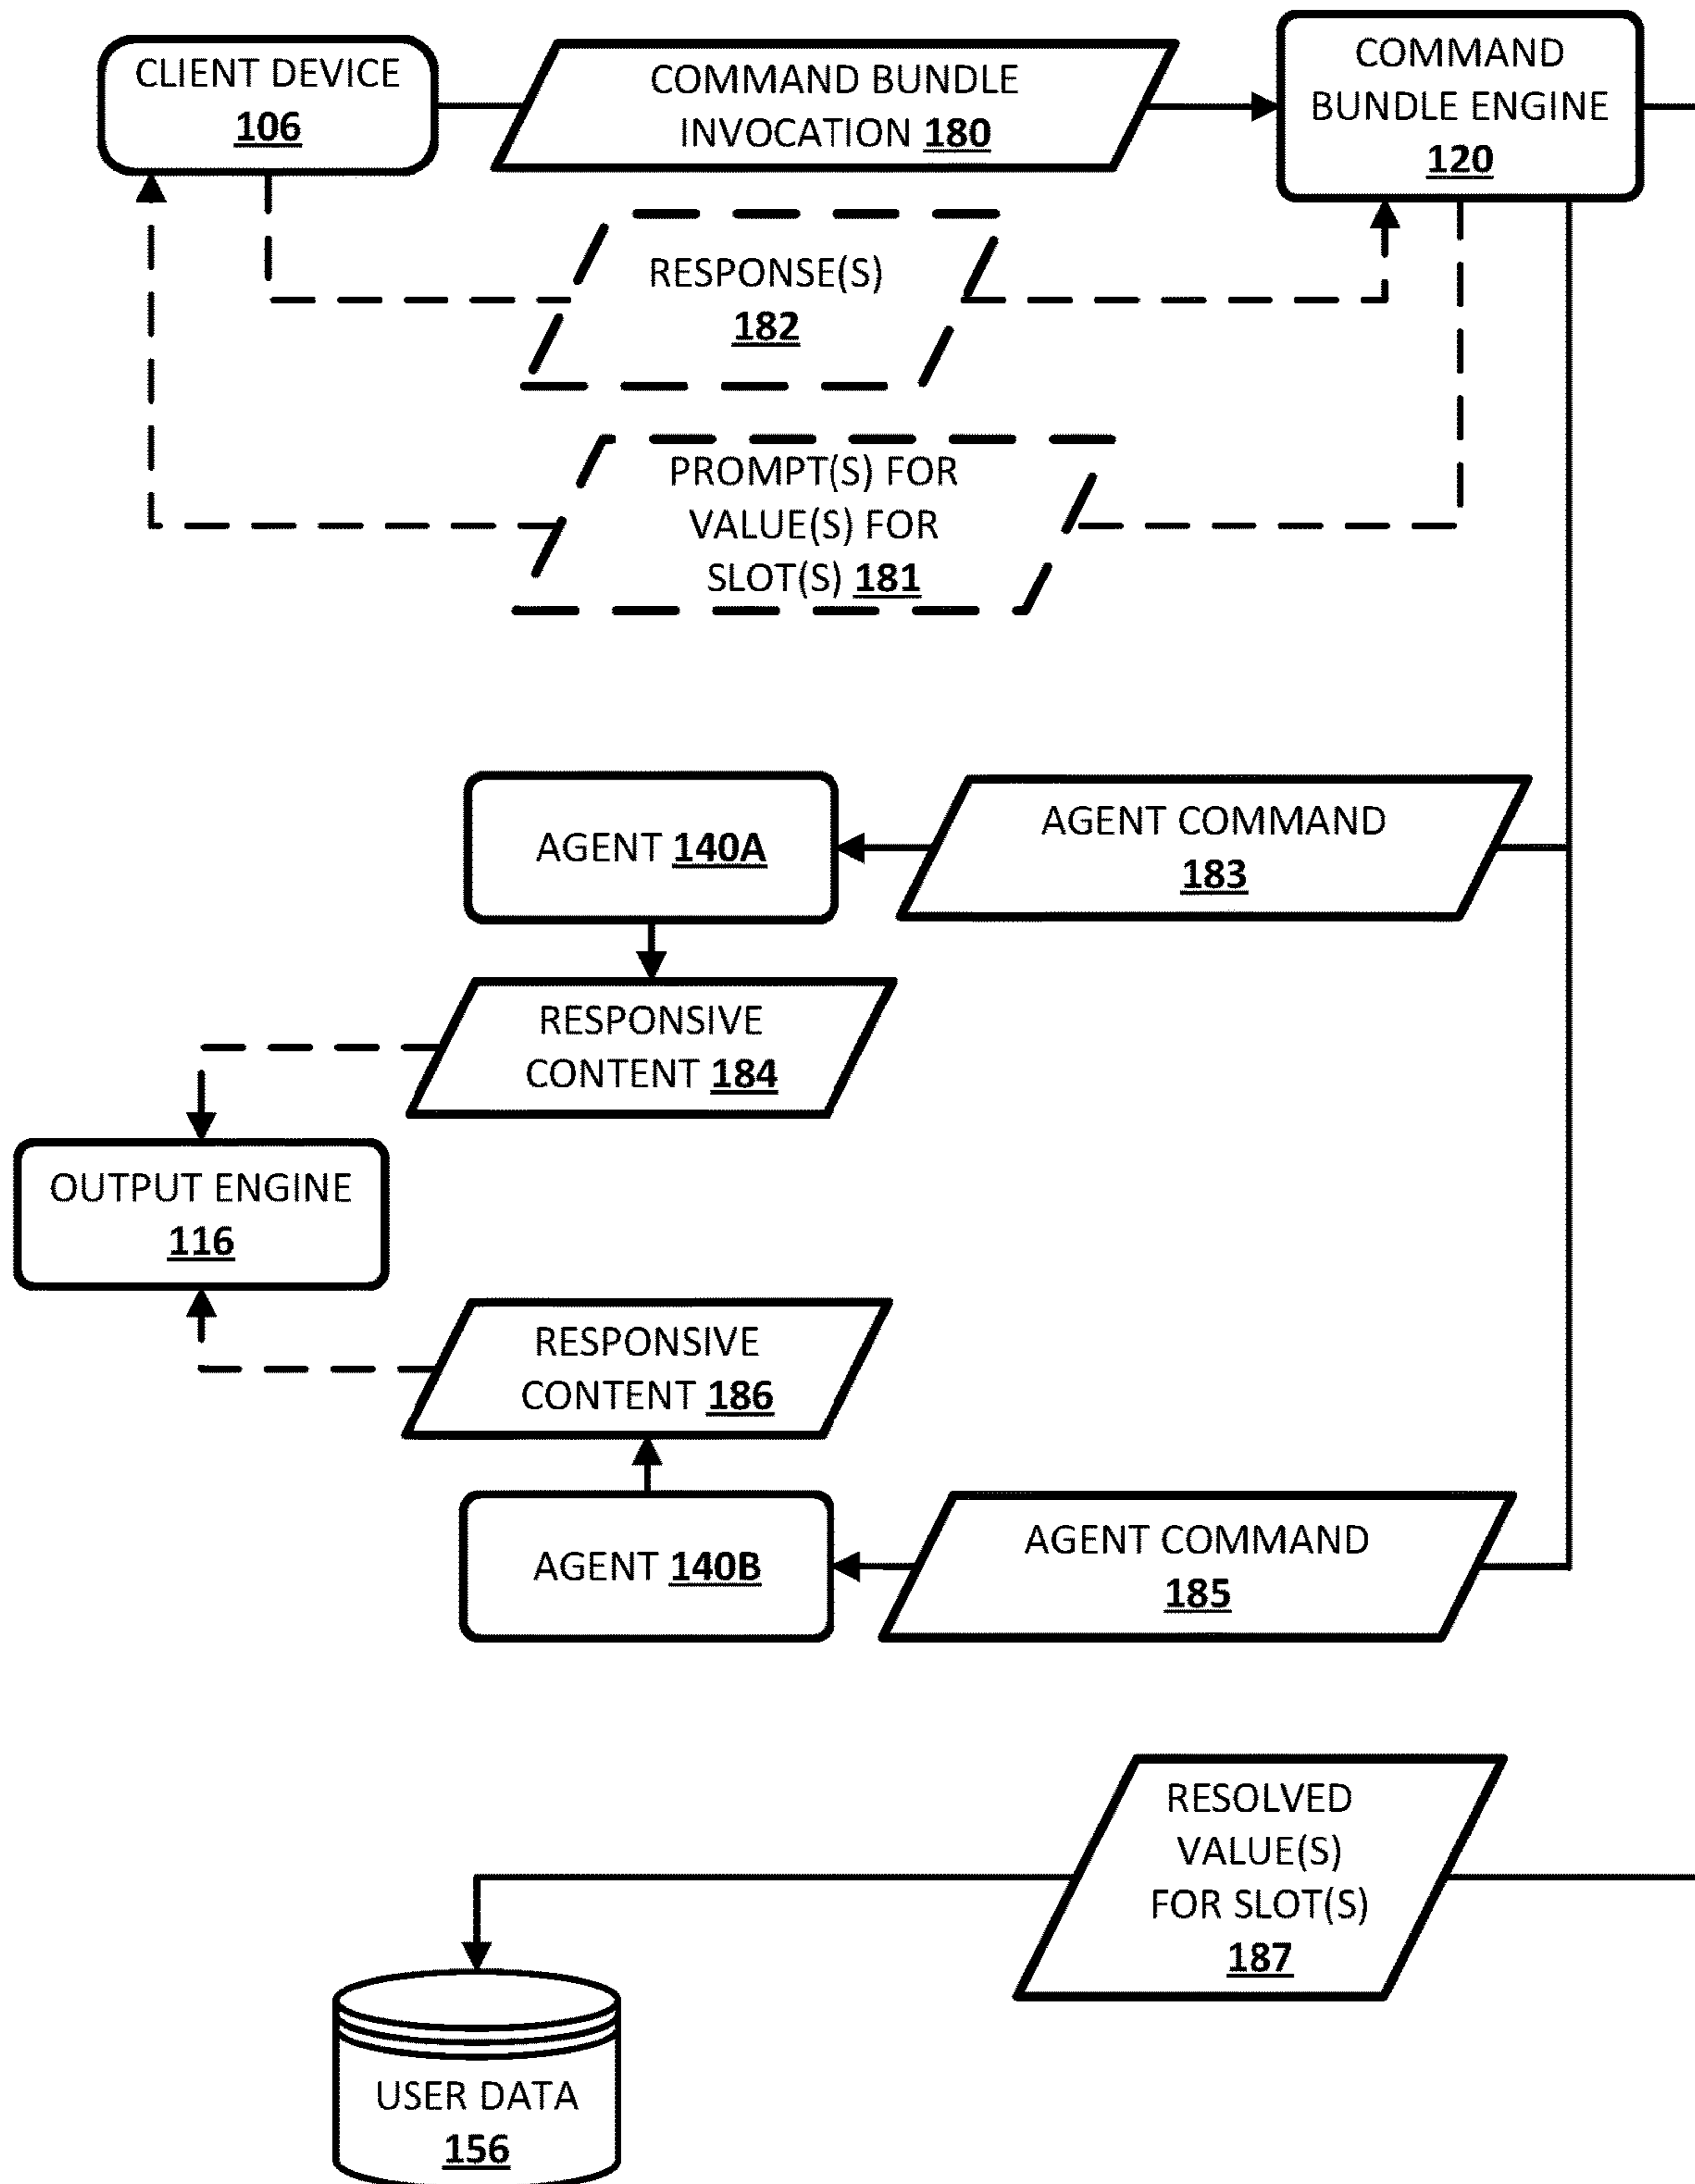 CLIENT DEVICE
106
COMMAND BUNDLE
INVOCATION 180
COMMAND
BUNDLE ENGINE
120
RESPONSE(S)
182
PROMPT(S) FOR
VALUE(S) FOR
SLOT(S) 181
AGENT 140A
AGENT COMMAND
183
RESPONSIVE
CONTENT 184
OUTPUT ENGINE
116
RESPONSIVE
CONTENT 186
AGENT 140B
AGENT COMMAND
185
RESOLVED
VALUE(S)
FOR SLOT(S)
187
USER DATA
156